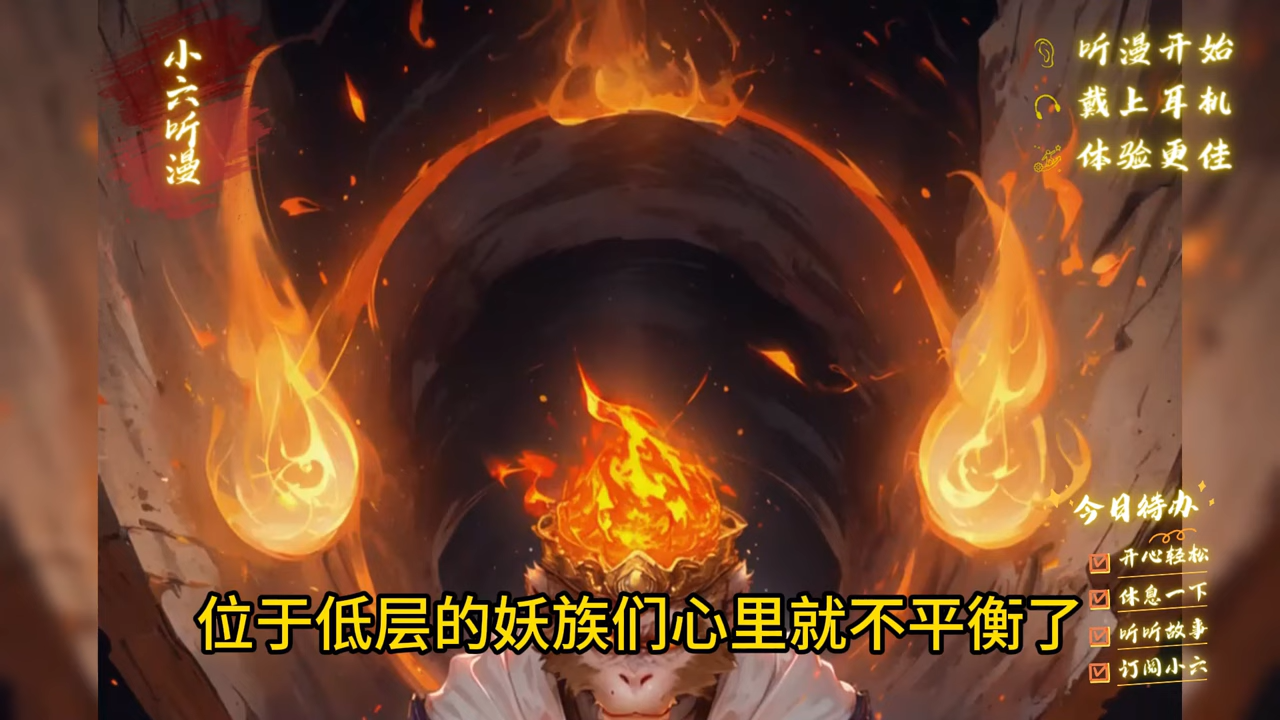 小六听漫
听漫开始
戴上耳机
体验更佳
今日待办
开心轻松
休息一下
听听故事
订阅小六
位于低层的妖族们心里就不平衡了